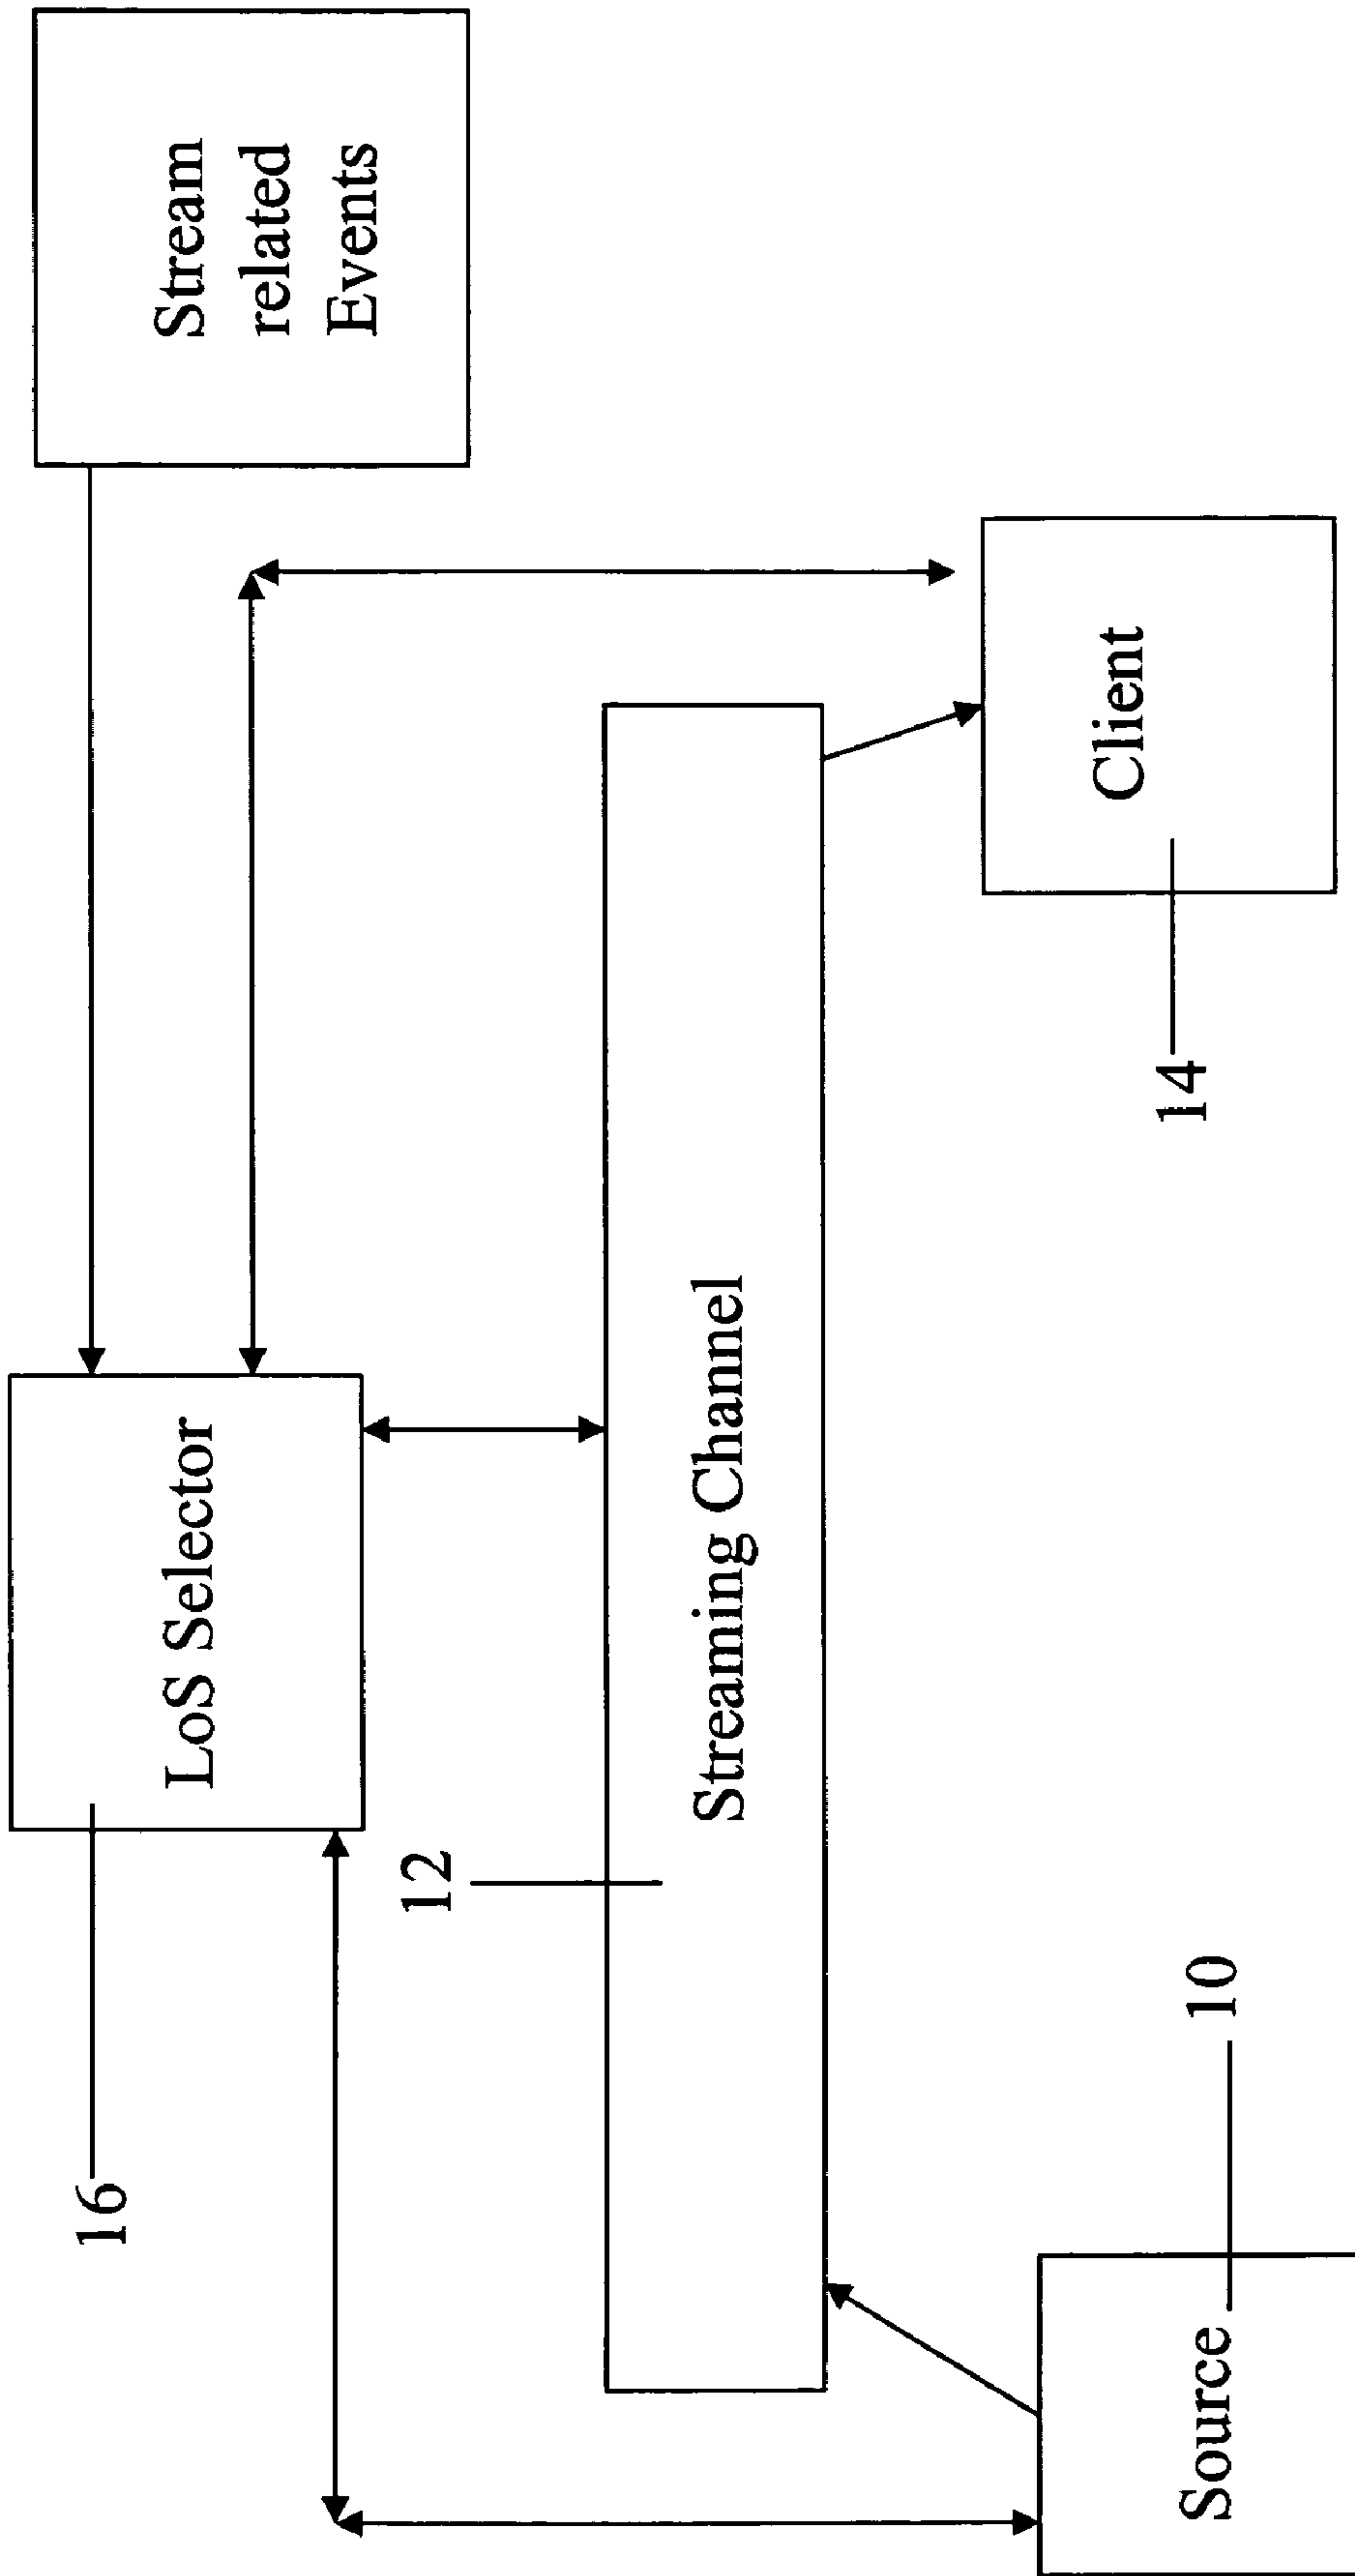 16
LoS Selector
Stream
related
Events
12
Streaming Channel
Source
10
14
Client